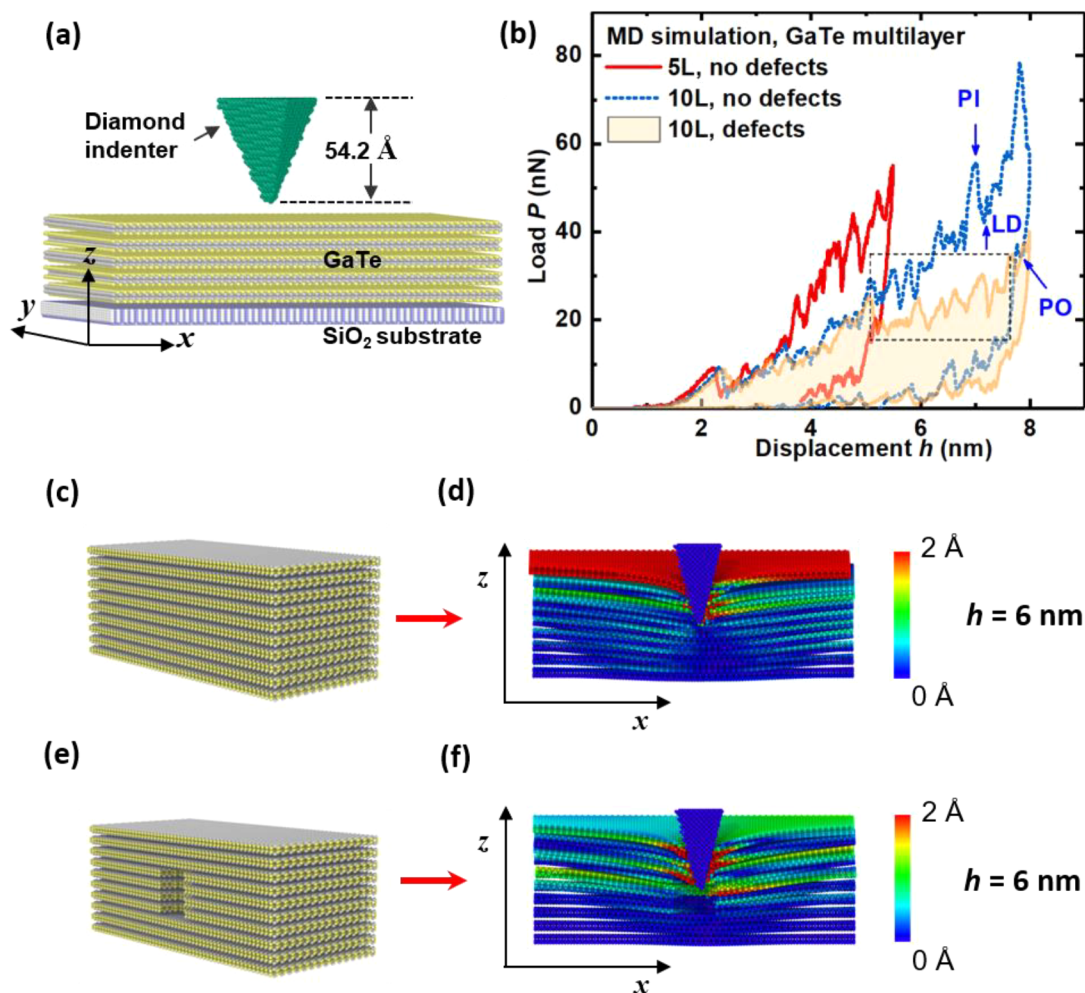 (a)
Diamond
indenter
54.2 Å
GaTe
z
y
x
SiO₂ substrate
(b)
MD simulation, GaTe multilayer
5L, no defects
10L, no defects
10L, defects
PI
LD
PO
80
60
40
20
0
Load P (nN)
0 2 4 6 8
Displacement h (nm)
(c)
(d)
z
x
2 Å
0 Å
h = 6 nm
(e)
(f)
z
x
2 Å
0 Å
h = 6 nm